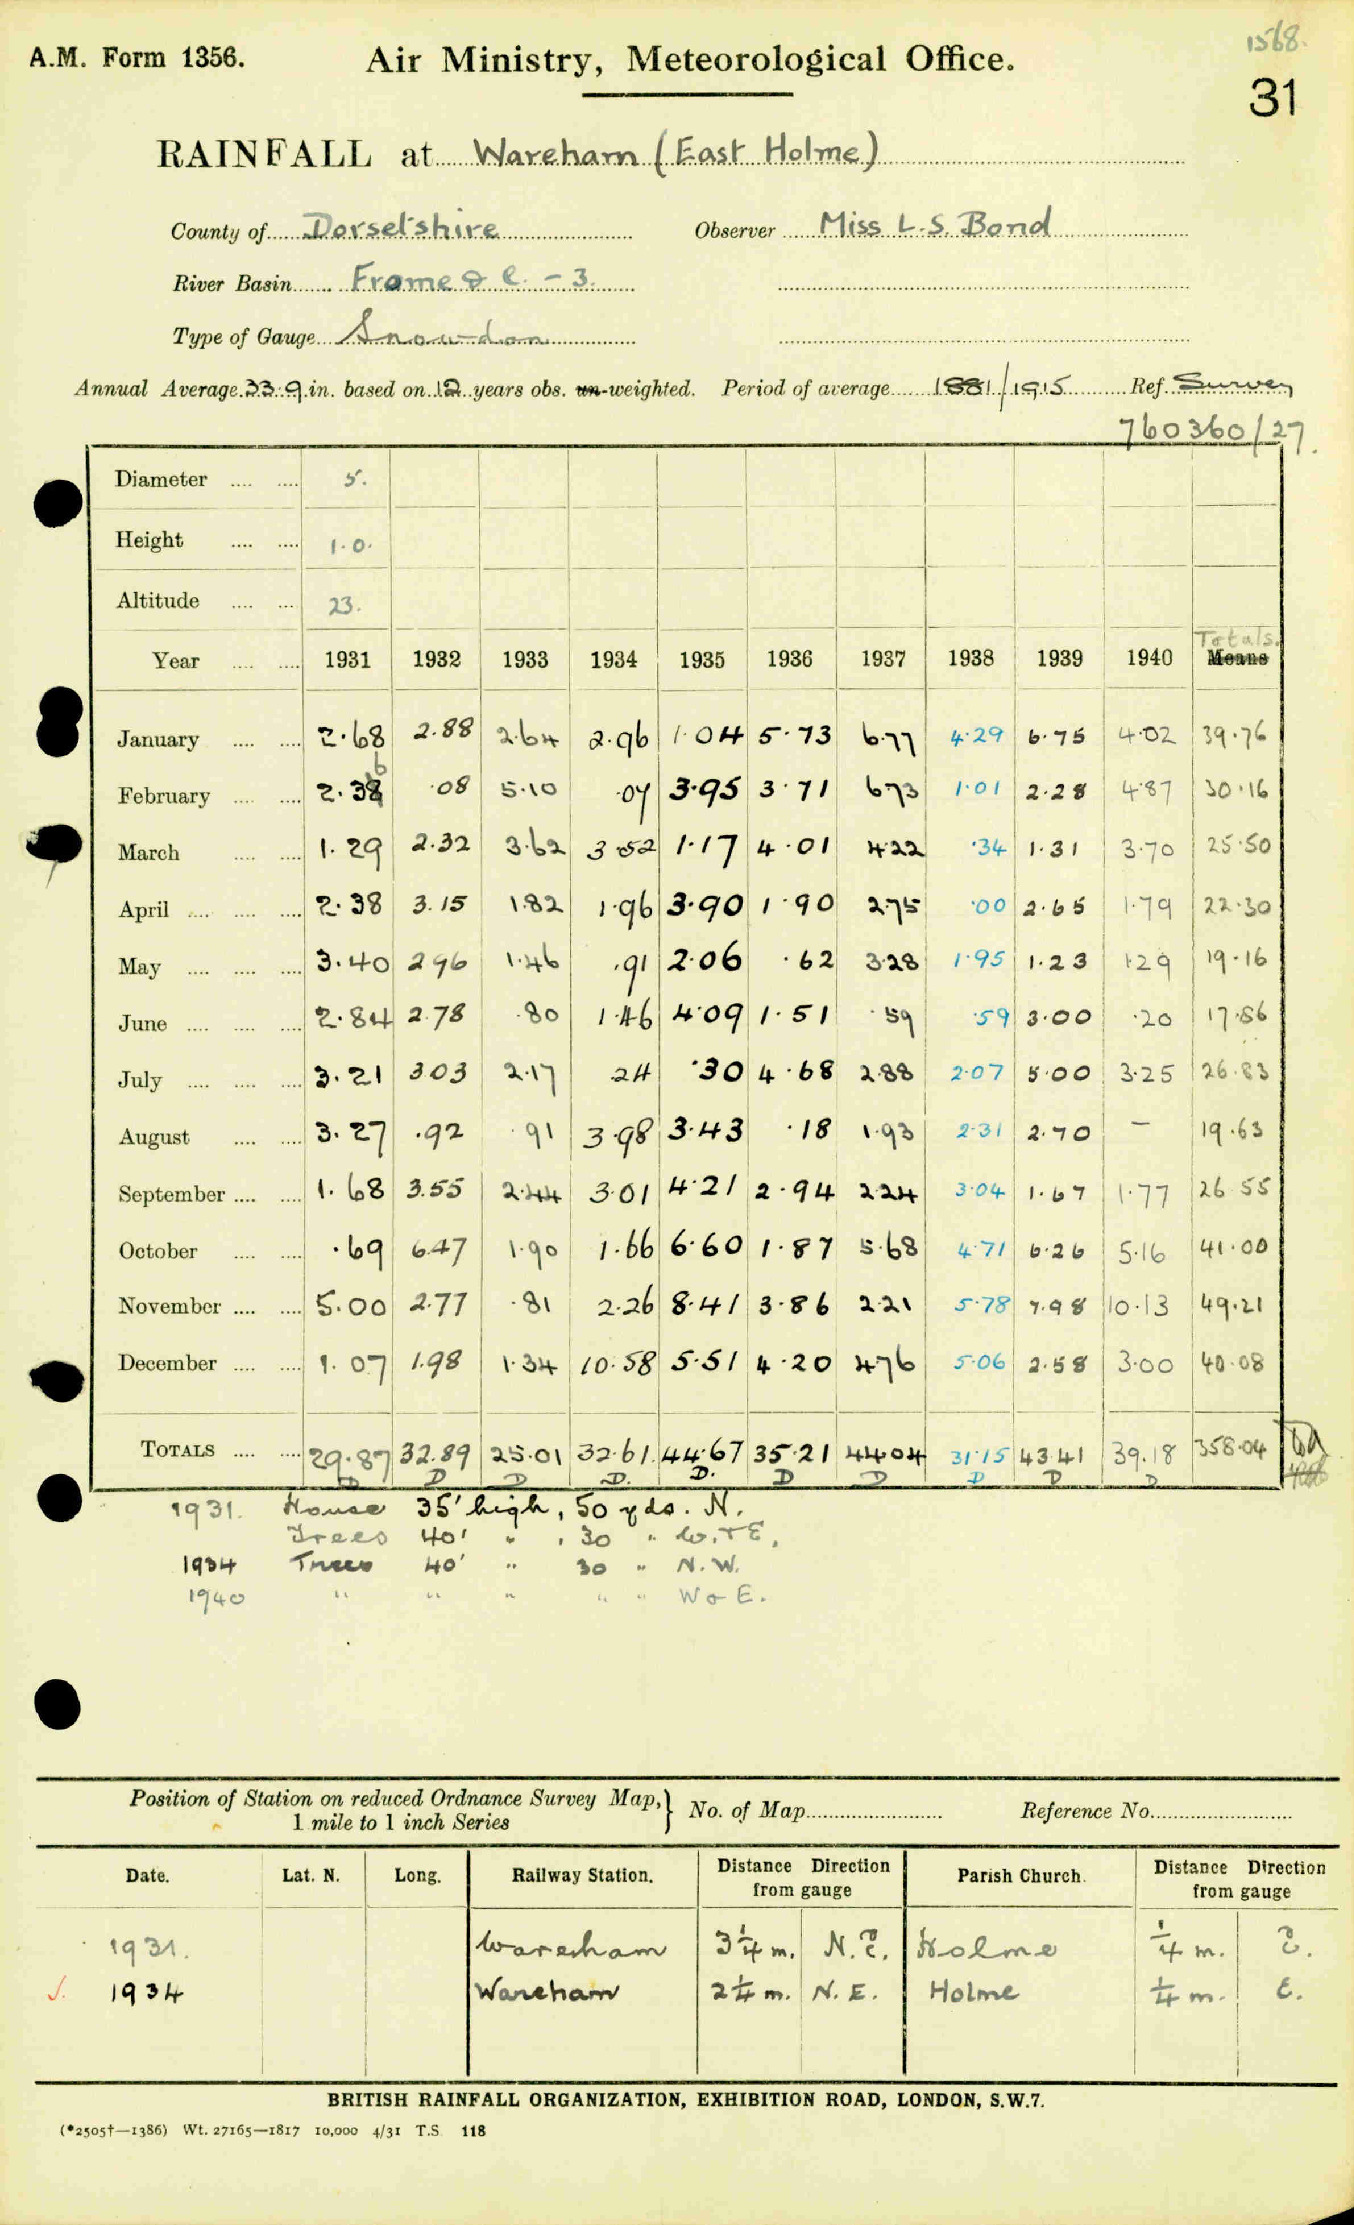 1568.
A.M. Form 1356. Air Ministry, Meteorological Office.
31
RAINFALL at Wareham (East Holme)
County of Dorsetshire Observer Miss L.S. Bond
River Basin Frome & C. - 3.
Type of Gauge Snowdon
Annual Average 33.9 in. based on 12 years obs. un-weighted. Period of average 1881/1915 Ref. Survey
760360/27.
Diameter .... .... 5.
Height .... .... 1.0.
Altitude .... ... 23.
Totals.
Year .... .... 1931 1932 1933 1934 1935 1936 1937 1938 1939 1940 Means
January .... .... 2.68 2.88 2.64 2.96 1.04 5.73 6.77 4.29 6.75 4.02 39.76
6
February .... .... 2.38 .08 5.10 .07 3.95 3.71 6.73 1.01 2.28 4.87 30.16
March .... .... 1.29 2.32 3.62 3.52 1.17 4.01 4.22 .34 1.31 3.70 25.50
April .... .... .... 2.38 3.15 1.82 1.96 3.90 1.90 2.75 .00 2.65 1.79 22.30
May .... .... .... 3.40 2.96 1.46 .91 2.06 .62 3.28 1.95 1.23 1.29 19.16
June .... .... .... 2.84 2.78 .80 1.46 4.09 1.51 .59 .59 3.00 .20 17.86
July .... .... .... 3.21 3.03 2.17 .24 .30 4.68 2.88 2.07 5.00 3.25 26.83
August .... .... 3.27 .92 .91 3.98 3.43 .18 1.93 2.31 2.70 - 19.63
September .... .... 1.68 3.55 2.44 3.01 4.21 2.94 2.24 3.04 1.67 1.77 26.55
October .... .... .69 6.47 1.90 1.66 6.60 1.87 5.68 4.71 6.26 5.16 41.00
November .... .... 5.00 2.77 .81 2.26 8.41 3.86 2.21 5.78 7.98 10.13 49.21
December .... .... 1.07 1.98 1.34 10.58 5.51 4.20 4.76 5.06 2.58 3.00 40.08
TOTALS .... .... 29.87 32.89 25.01 32.61 44.67 35.21 44.04 31.15 43.41 39.18 358.04
D D D D. D. D D D D D
1931. House 35' high, 50 yds. N.
Trees 40' " , 30 " W. + E.
1934 Trees 40' " 30 " N.W.
1940 " " " " " W & E.
Position of Station on reduced Ordnance Survey Map,} No. of Map Reference No.
1 mile to 1 inch Series
Date. Lat. N. Long. Railway Station. Distance Direction from gauge Parish Church. Distance Direction from gauge
1931. Wareham 3 1/4 m. N.E. Holme 1/4 m. E.
√. 1934 Wareham 2 1/4 m. N.E. Holme 1/4 m. E.
BRITISH RAINFALL ORGANIZATION, EXHIBITION ROAD, LONDON, S.W.7.
(*2505†—1386) Wt. 27165—1817 10,000 4/31 T.S. 118